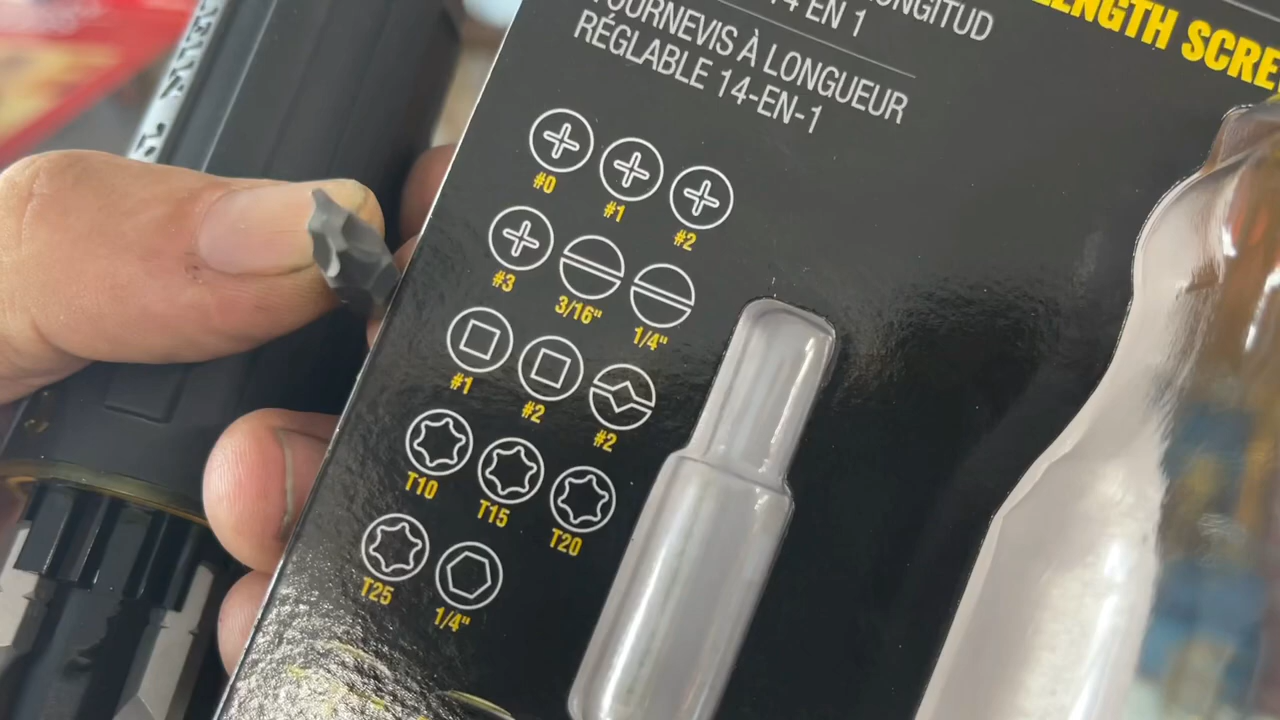 LONGITUD
14 EN 1
TOURNEVIS À LONGUEUR
RÉGLABLE 14-EN-1
LENGTH SCRE
#0
#1
#2
#3
3/16"
1/4"
#1
#2
#2
T10
T15
T20
T25
1/4"